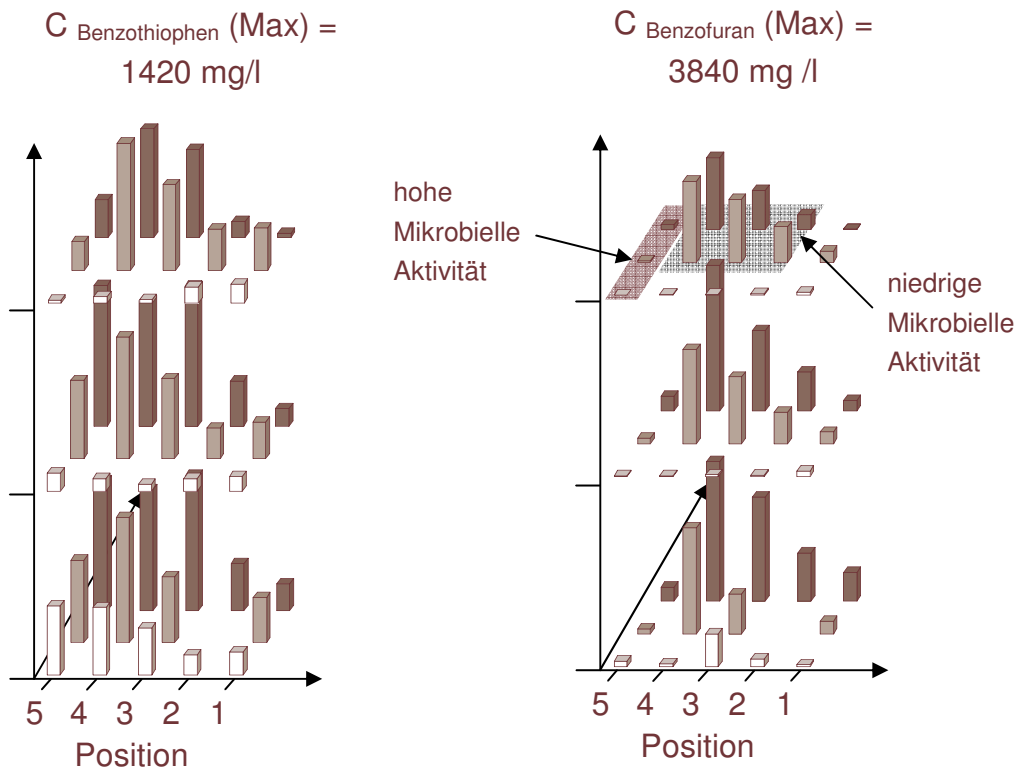 C Benzothiophen (Max) =
1420 mg/l
C Benzofuran (Max) =
3840 mg /l
hohe
Mikrobielle
Aktivität
niedrige
Mikrobielle
Aktivität
5 4 3 2 1
Position
5 4 3 2 1
Position